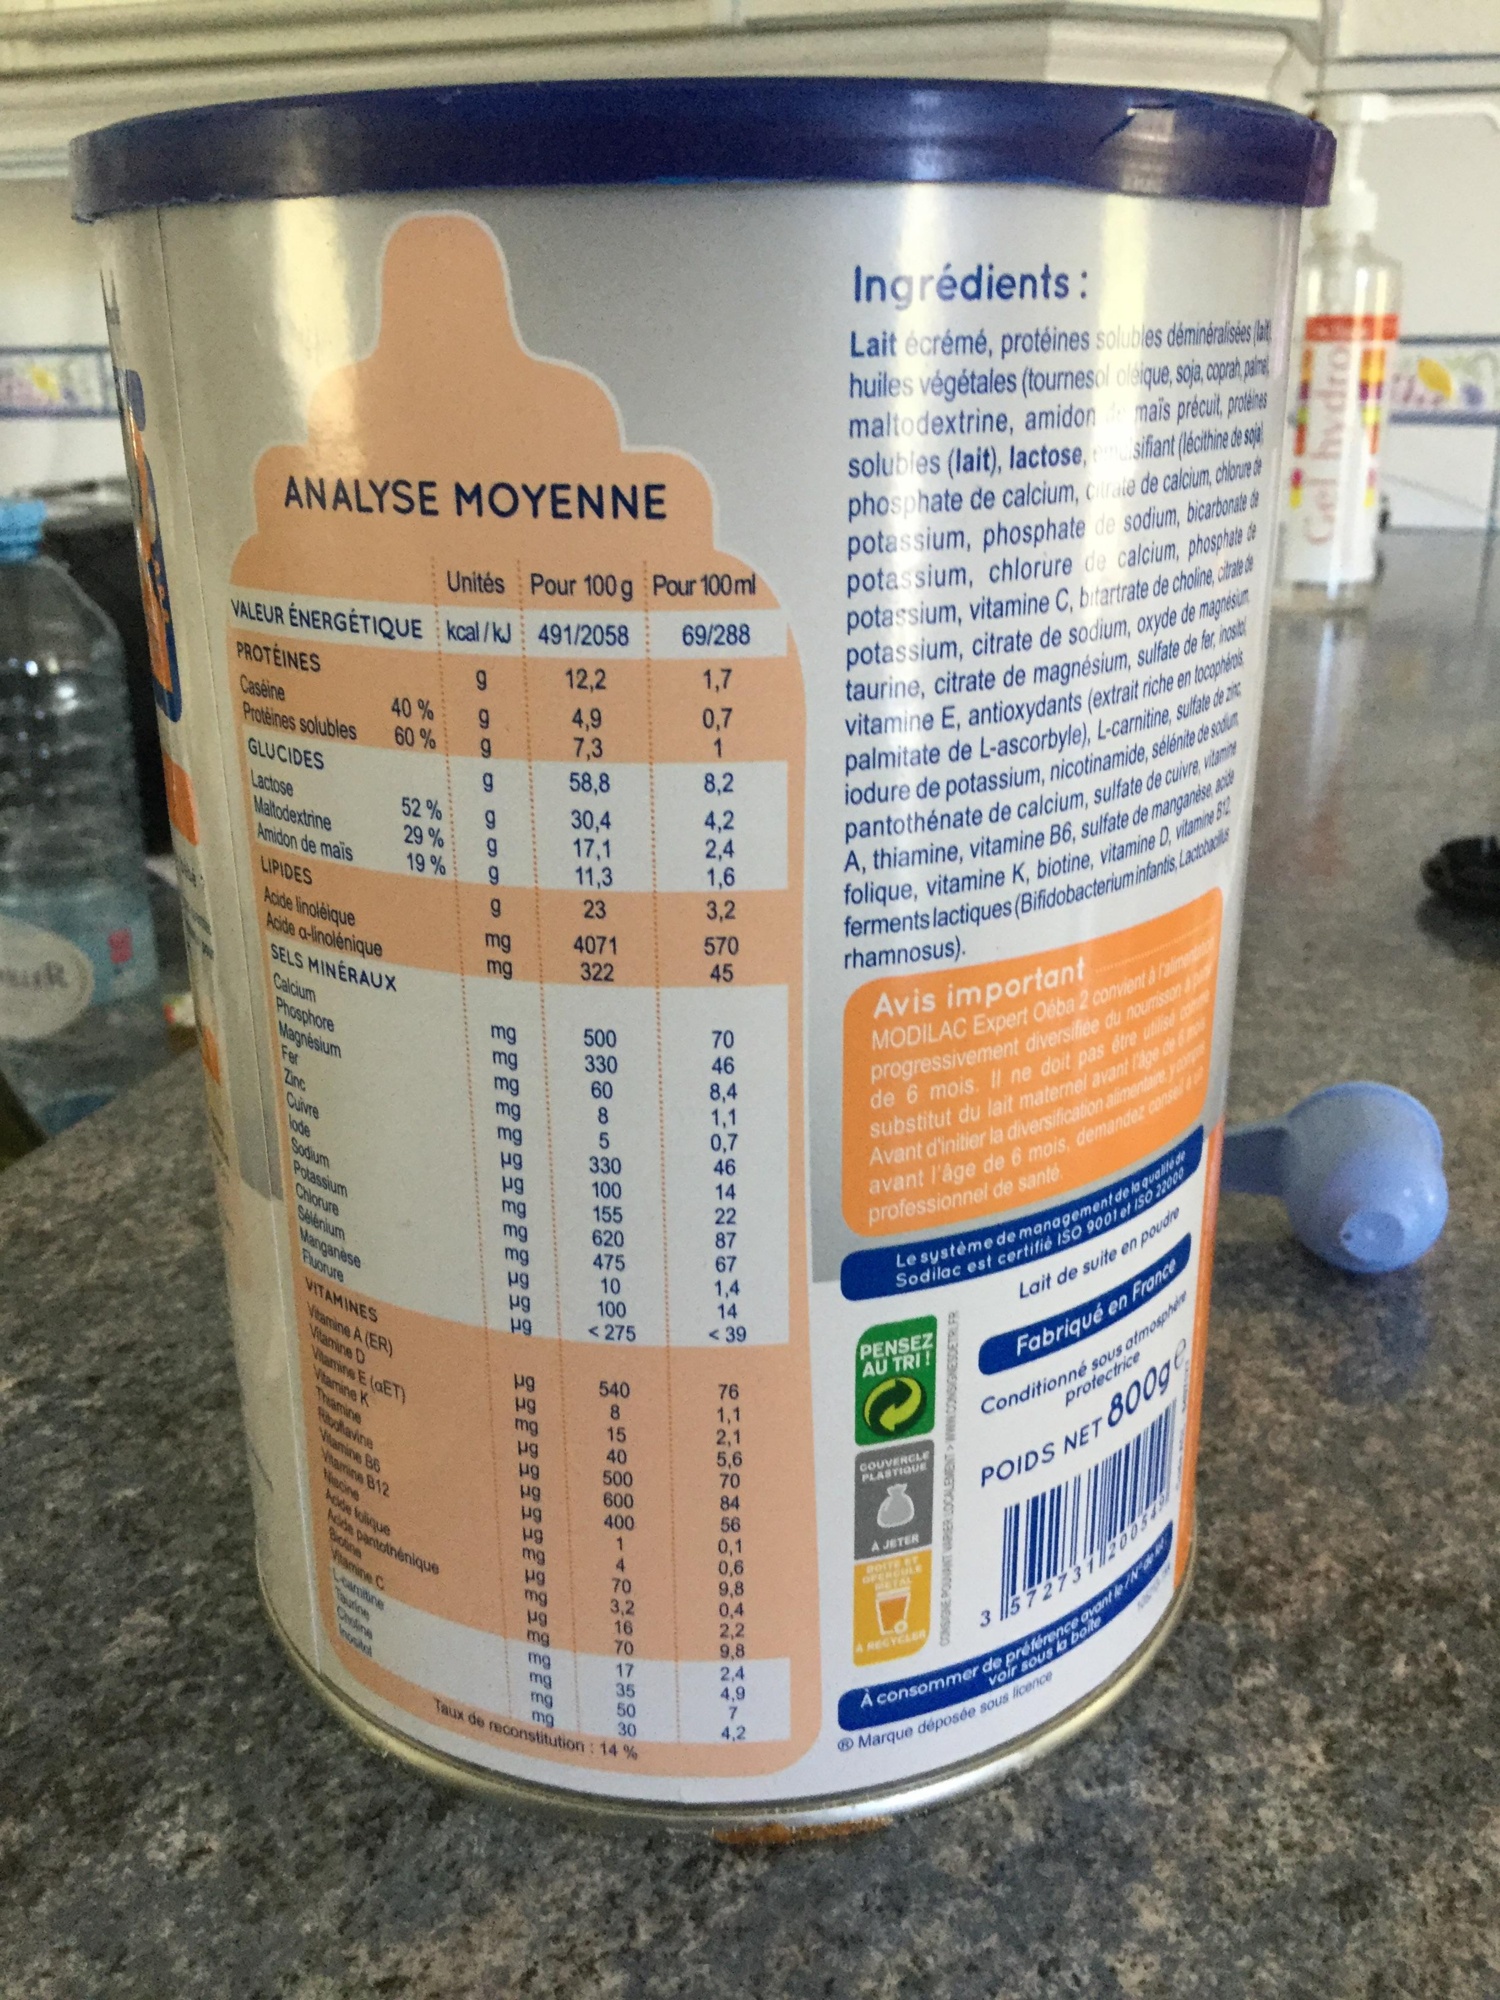 ANALYSE MOYENNE
Unités Pour 100 g Pour 100 ml
VALEUR ÉNERGÉTIQUE kcal / kJ 491/2058 69/288
PROTÉINES g 12,2 1,7
Caséine 40 % g 4,9 0,7
Protéines solubles 60 % g 7,3 1
GLUCIDES g 58,8 8,2
Lactose 52 % g 30,4 4,2
Maltodextrine 29 % g 17,1 2,4
Amidon de maïs 19 % g 11,3 1,6
LIPIDES g 23 3,2
Acide linoléique mg 4071 570
Acide α-linolénique mg 322 45
SELS MINÉRAUX
Calcium mg 500 70
Phosphore mg 330 46
Magnésium mg 60 8,4
Fer mg 8 1,1
Zinc mg 5 0,7
Cuivre µg 330 46
Iode µg 100 14
Sodium mg 155 22
Potassium mg 620 87
Chlorure mg 475 67
Sélénium µg 10 1,4
Manganèse µg 100 14
Fluorure µg < 275 < 39
VITAMINES
Vitamine A (ER) µg 540 76
Vitamine D µg 8 1,1
Vitamine E (αET) mg 15 2,1
Vitamine K µg 40 5,6
Thiamine µg 500 70
Riboflavine µg 600 84
Vitamine B6 µg 400 56
Vitamine B12 µg 1 0,1
Niacine mg 4 0,6
Acide folique µg 70 9,8
Acide pantothénique mg 3,2 0,4
Biotine µg 16 2,2
Vitamine C mg 70 9,8
L-carnitine mg 17 2,4
Taurine mg 35 4,9
Choline mg 50 7
Inositol mg 30 4,2
Taux de reconstitution : 14 %
Ingrédients :
Lait écrémé, protéines solubles déminéralisées (lait)
huiles végétales (tournesol oléique, soja, coprah, palme),
maltodextrine, amidon de maïs précuit, protéines
solubles (lait), lactose, émulsifiant (lécithine de soja)
phosphate de calcium, citrate de calcium, chlorure de
potassium, phosphate de sodium, bicarbonate de
potassium, chlorure de calcium, phosphate de
potassium, vitamine C, bitartrate de choline, citrate de
potassium, citrate de sodium, oxyde de magnésium,
taurine, citrate de magnésium, sulfate de fer, inositol,
vitamine E, antioxydants (extrait riche en tocophérols,
palmitate de L-ascorbyle), L-carnitine, sulfate de zinc,
iodure de potassium, nicotinamide, sélénite de sodium,
pantothénate de calcium, sulfate de cuivre, vitamine
A, thiamine, vitamine B6, sulfate de manganèse, acide
folique, vitamine K, biotine, vitamine D, vitamine B12,
ferments lactiques (Bifidobacterium infantis, Lactobacillus
rhamnosus).
Avis important
MODILAC Expert Oéba 2 convient à l'alimentation
progressivement diversifiée du nourrisson à partir
de 6 mois. Il ne doit pas être utilisé comme
substitut du lait maternel avant l'âge de 6 mois
Avant d'initier la diversification alimentaire, y compris
avant l'âge de 6 mois, demandez conseil à un
professionnel de santé.
Le système de management de la qualité de
Sodilac est certifié ISO 9001 et ISO 22000
Lait de suite en poudre
Fabriqué en France
Conditionné sous atmosphère
protectrice
POIDS NET 800g e
PENSEZ
AU TRI !
COUVERCLE
PLASTIQUE
À JETER
BOITE ET
OPERCULE
METAL
À RECYCLER
CONSIGNE POUVANT VARIER LOCALEMENT > WWW.CONSIGNESDETRI.FR
3 572731 20054
À consommer de préférence avant le / N° de lot :
voir sous la boîte
® Marque déposée sous licence
Gel hydro